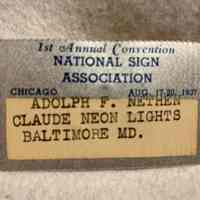 1st Annual Convention
NATIONAL SIGN
ASSOCIATION
CHICAGO AUG. 17-20, 1937
ADOLPH F. NETHEN
CLAUDE NEON LIGHTS
BALTIMORE MD.